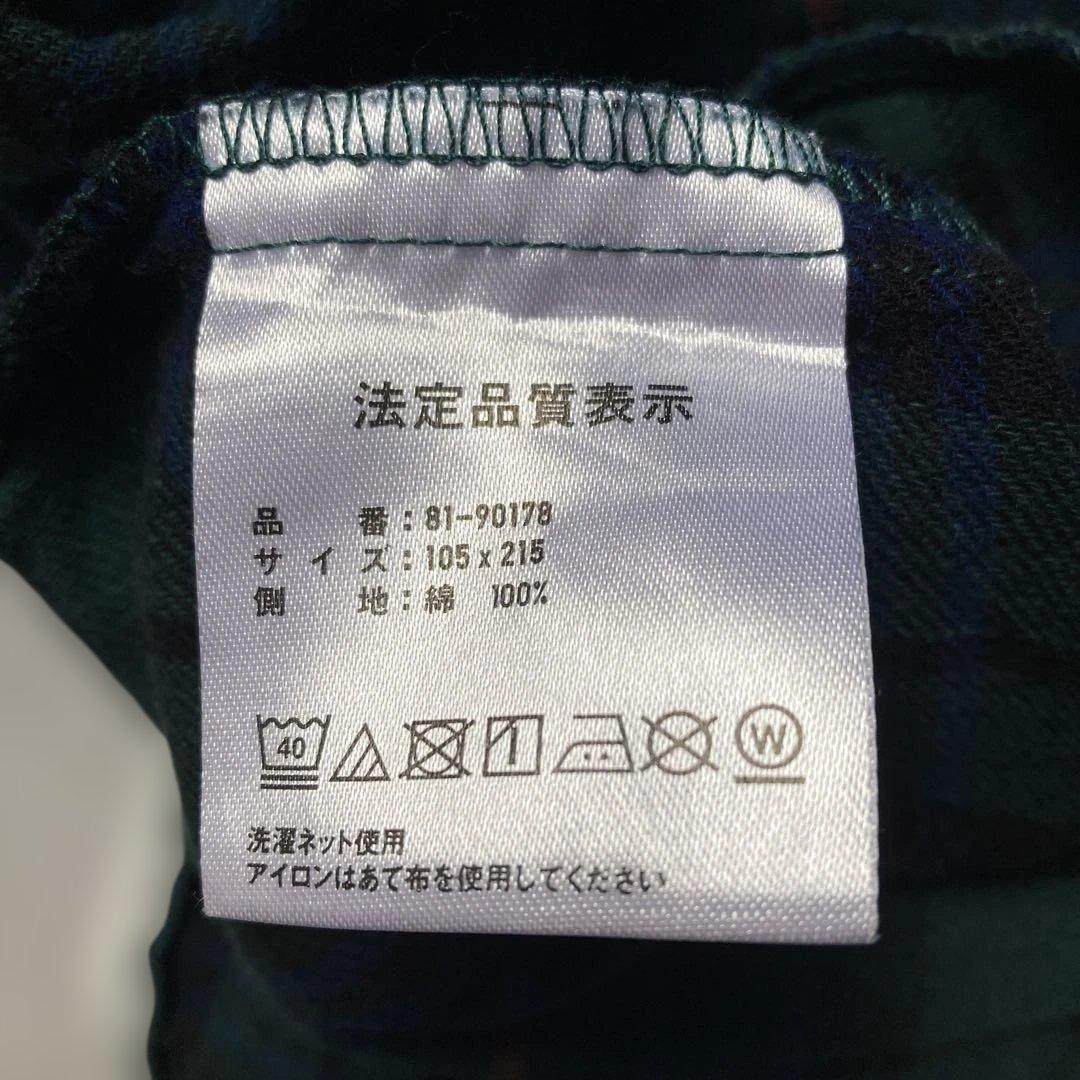 法定品質表示
品番：81-90178
サイズ：105 x 215
側地：綿 100%
40 W
洗濯ネット使用
アイロンはあて布を使用してください